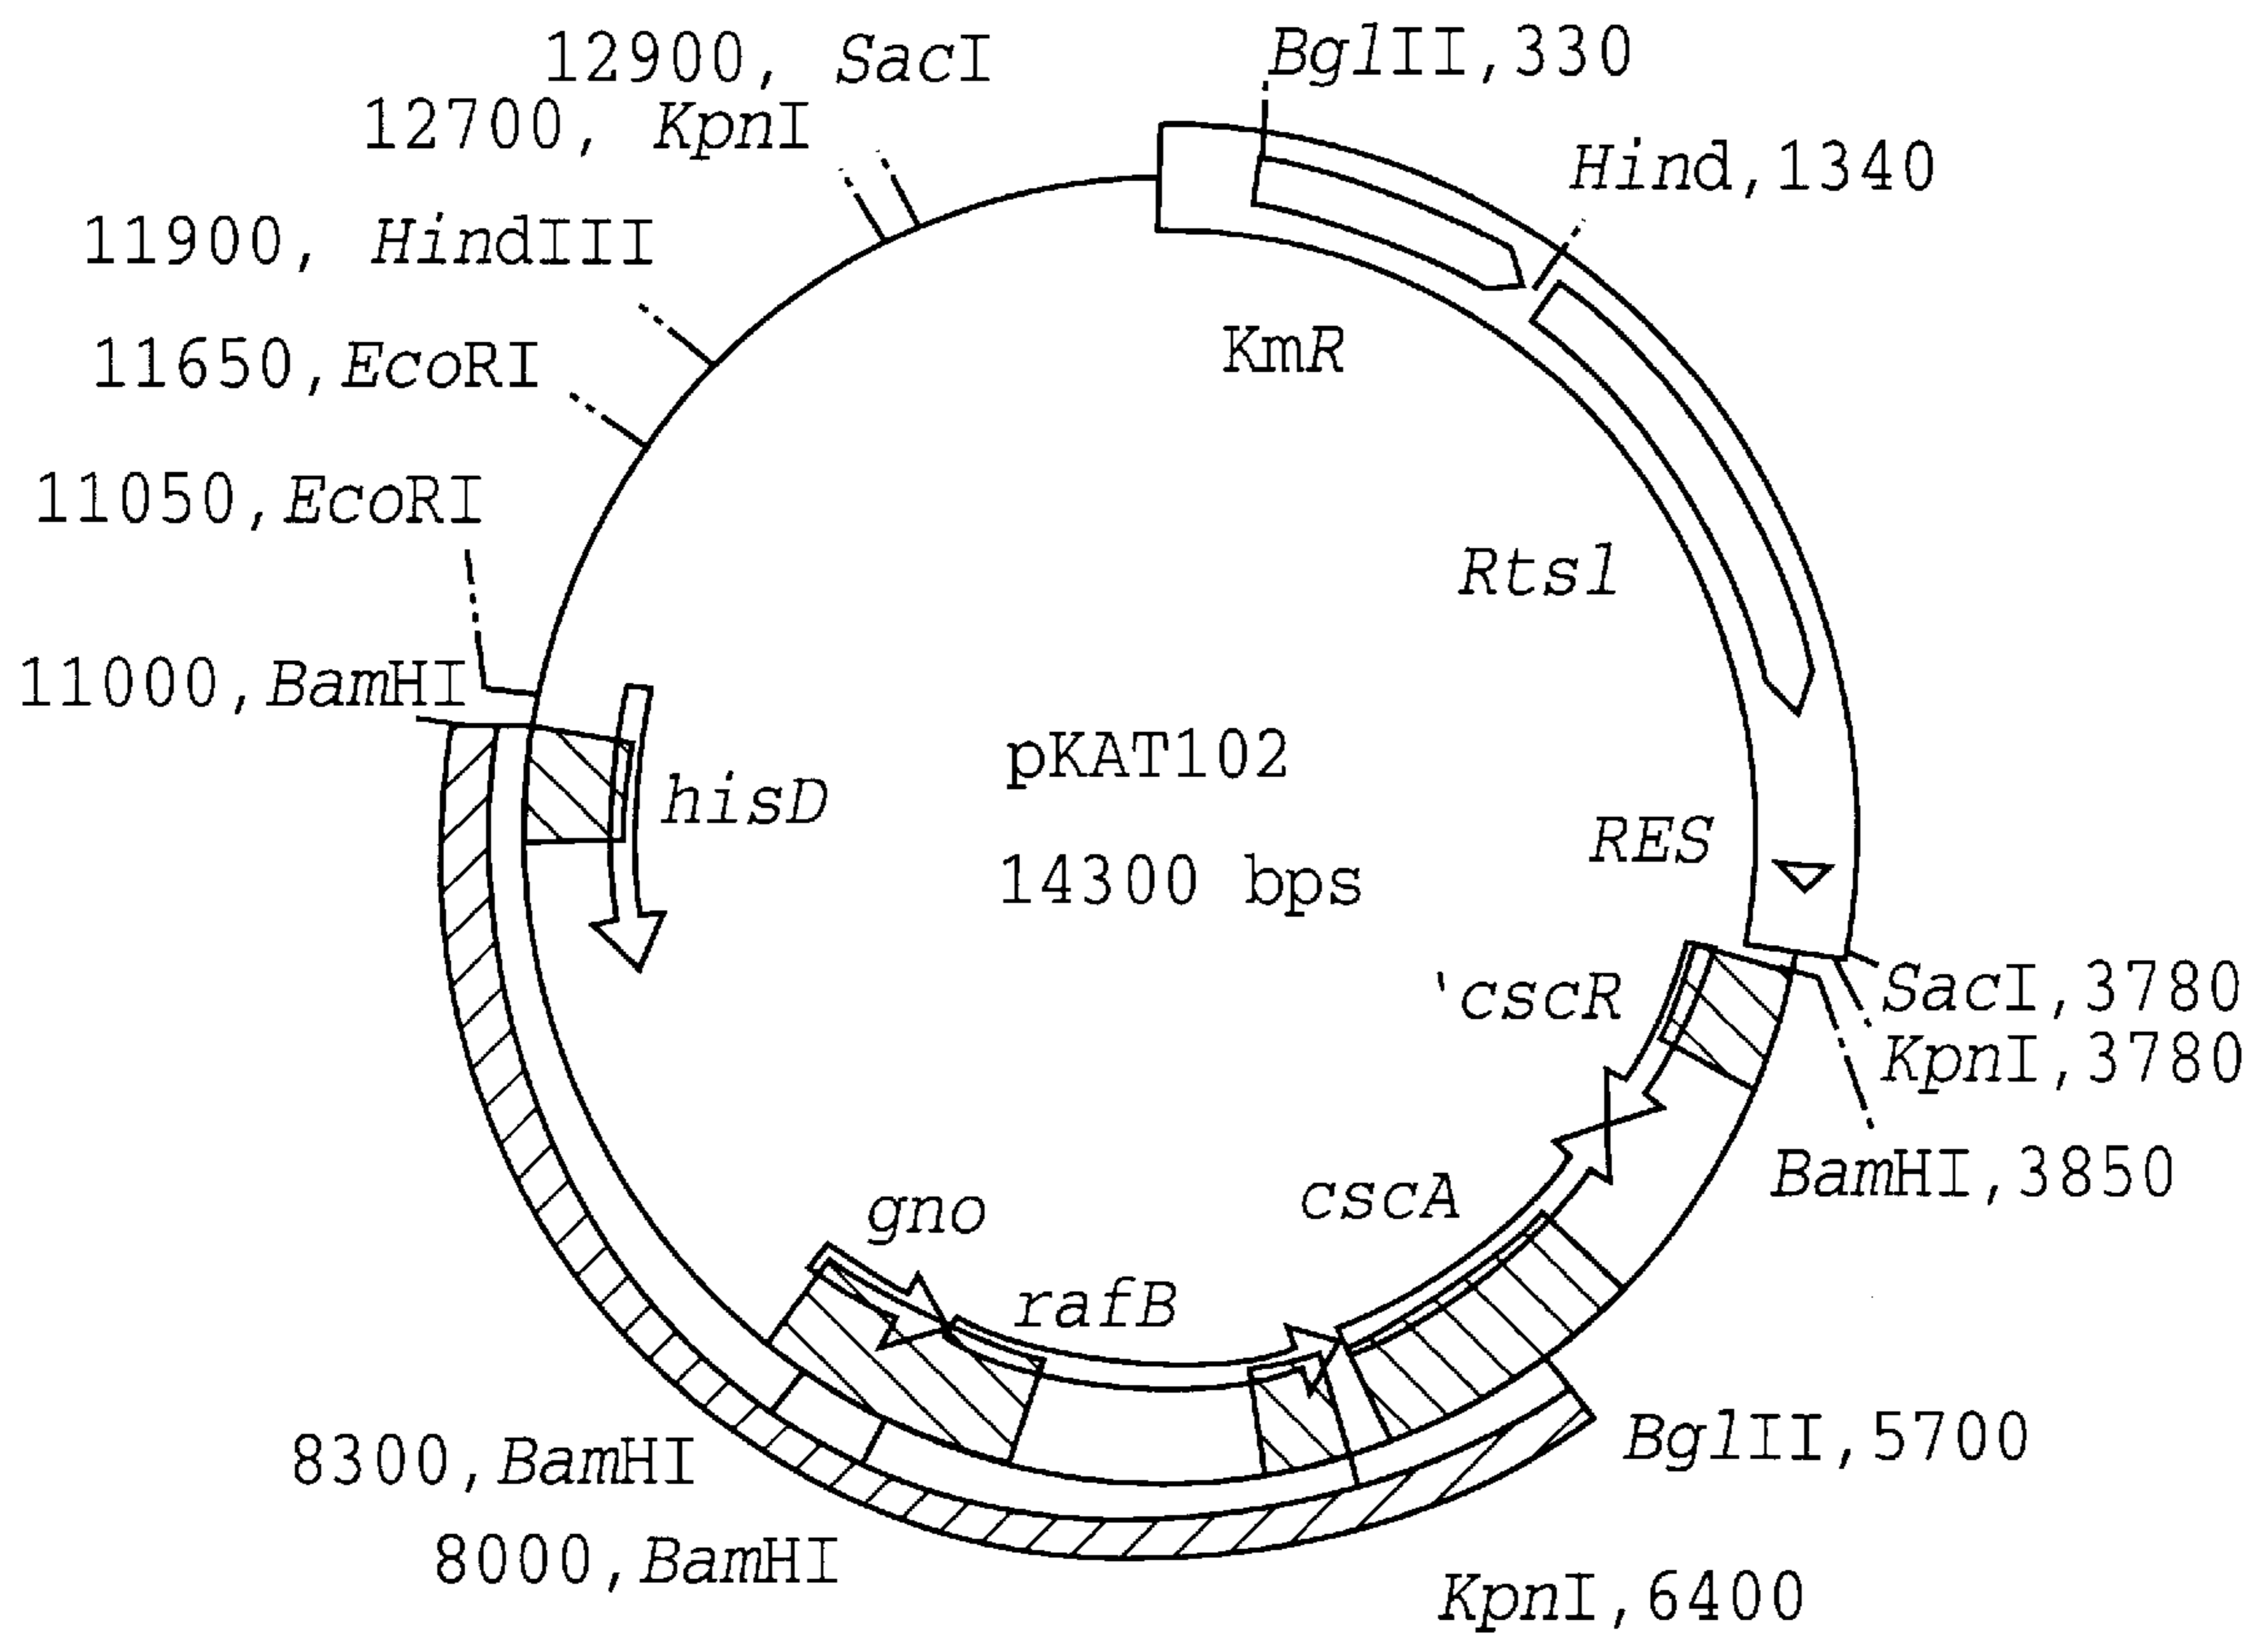 12900, SacI
BglII,330
12700, KpnI
Hind,1340
11900, HindIII
11650,EcoRI
KmR
11050,EcoRI
Rts1
11000,BamHI
pKAT102
hisD
RES
14300 bps
'cscR
SacI,3780
KpnI,3780
BamHI,3850
cscA
gno
rafB
BglII,5700
8300,BamHI
8000,BamHI
KpnI,6400